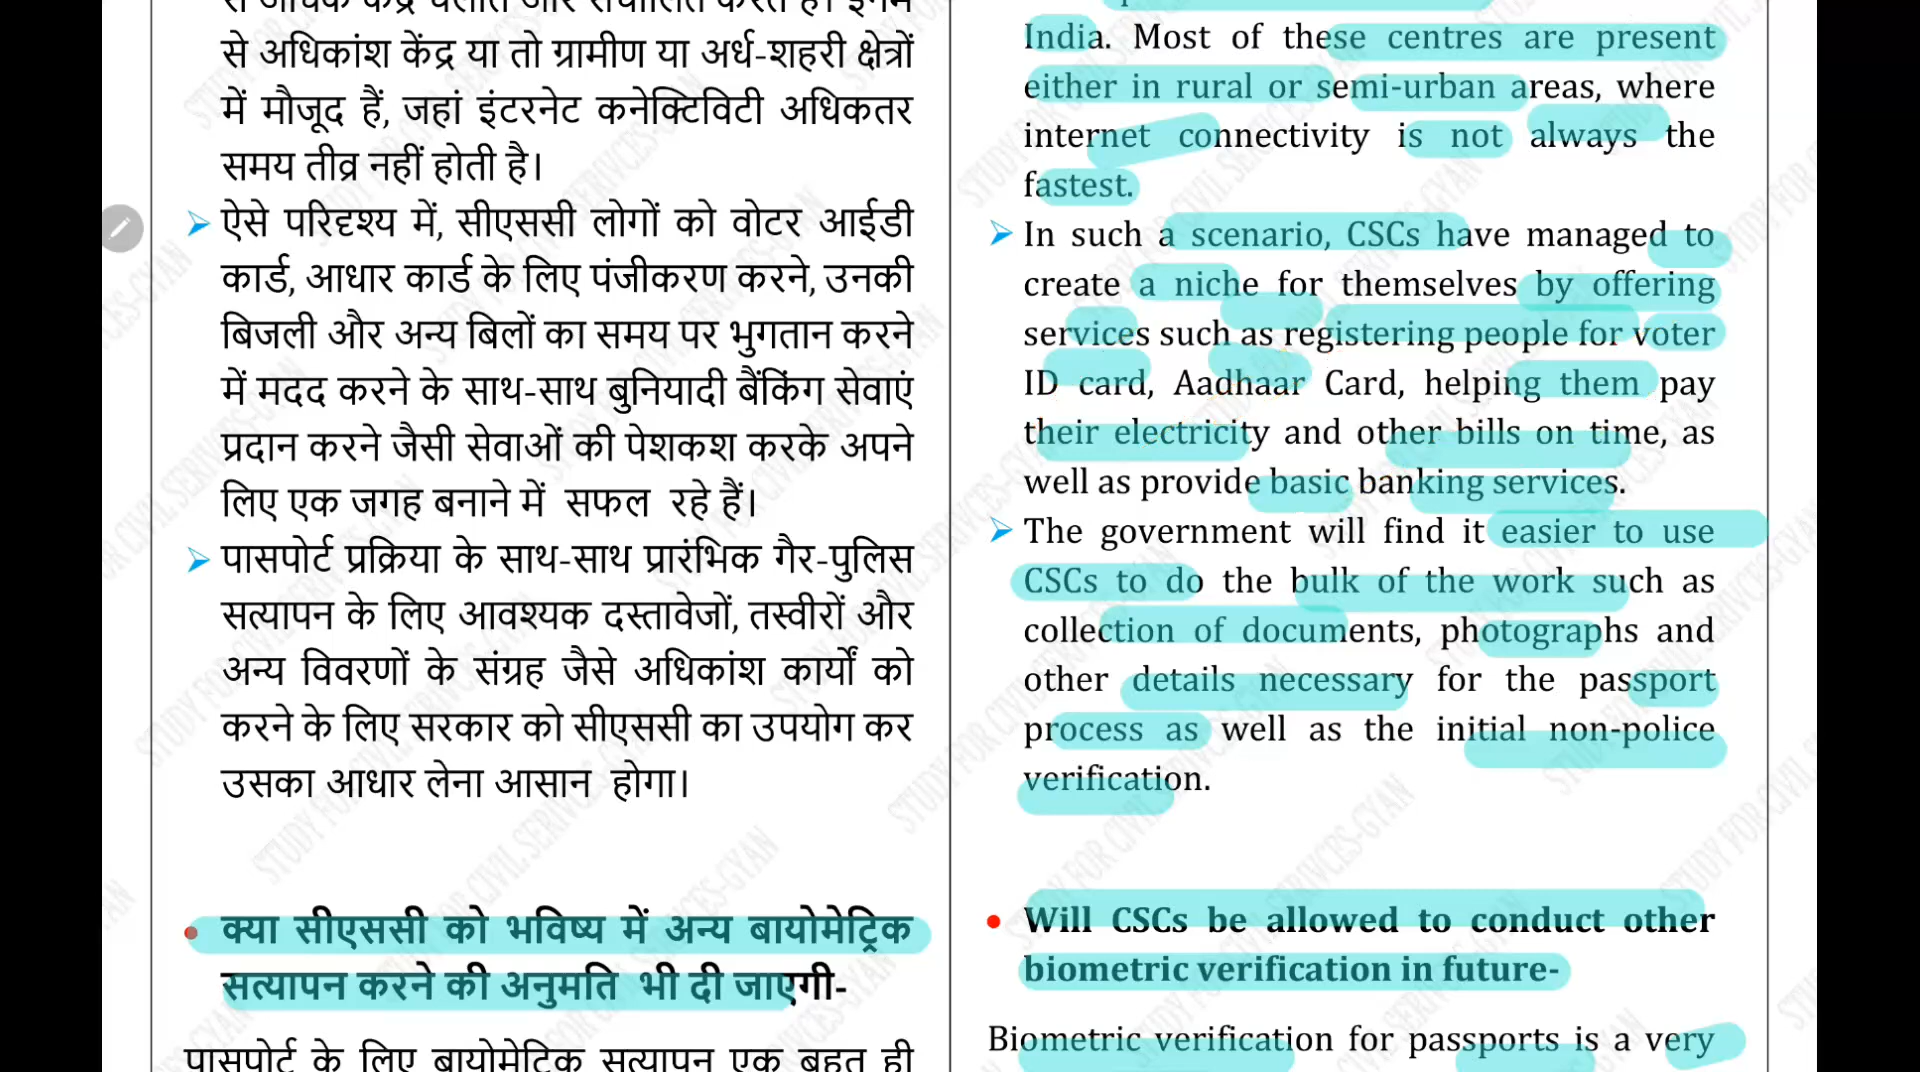 से अधिकांश केंद्र या तो ग्रामीण या अर्ध-शहरी क्षेत्रों
में मौजूद हैं, जहां इंटरनेट कनेक्टिविटी अधिकतर
समय तीव्र नहीं होती है।
➢ ऐसे परिदृश्य में, सीएससी लोगों को वोटर आईडी
कार्ड, आधार कार्ड के लिए पंजीकरण करने, उनकी
बिजली और अन्य बिलों का समय पर भुगतान करने
में मदद करने के साथ-साथ बुनियादी बैंकिंग सेवाएं
प्रदान करने जैसी सेवाओं की पेशकश करके अपने
लिए एक जगह बनाने में सफल रहे हैं।
➢ पासपोर्ट प्रक्रिया के साथ-साथ प्रारंभिक गैर-पुलिस
सत्यापन के लिए आवश्यक दस्तावेजों, तस्वीरों और
अन्य विवरणों के संग्रह जैसे अधिकांश कार्यों को
करने के लिए सरकार को सीएससी का उपयोग कर
उसका आधार लेना आसान होगा।
• क्या सीएससी को भविष्य में अन्य बायोमेट्रिक
सत्यापन करने की अनुमति भी दी जाएगी-
पासपोर्ट के लिए बायोमेट्रिक सत्यापन एक बहुत ही
India. Most of these centres are present
either in rural or semi-urban areas, where
internet connectivity is not always the
fastest.
➢ In such a scenario, CSCs have managed to
create a niche for themselves by offering
services such as registering people for voter
ID card, Aadhaar Card, helping them pay
their electricity and other bills on time, as
well as provide basic banking services.
➢ The government will find it easier to use
CSCs to do the bulk of the work such as
collection of documents, photographs and
other details necessary for the passport
process as well as the initial non-police
verification.
• Will CSCs be allowed to conduct other
biometric verification in future-
Biometric verification for passports is a very